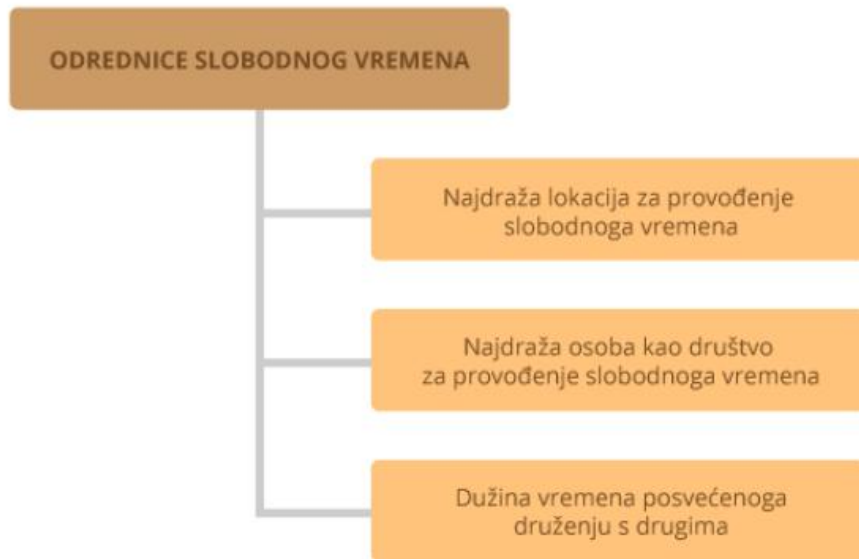 ODREDNICE SLOBODNOG VREMENA
Najdraža lokacija za provođenje
slobodnoga vremena
Najdraža osoba kao društvo
za provođenje slobodnoga vremena
Dužina vremena posvećenoga
druženju s drugima